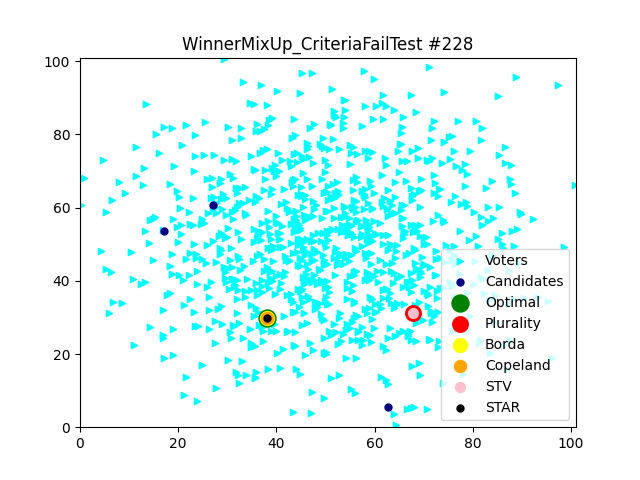 WinnerMixUp_CriteriaFailTest #228
100
80
60
40
20
0
0 20 40 60 80 100
Voters
Candidates
Optimal
Plurality
Borda
Copeland
STV
STAR